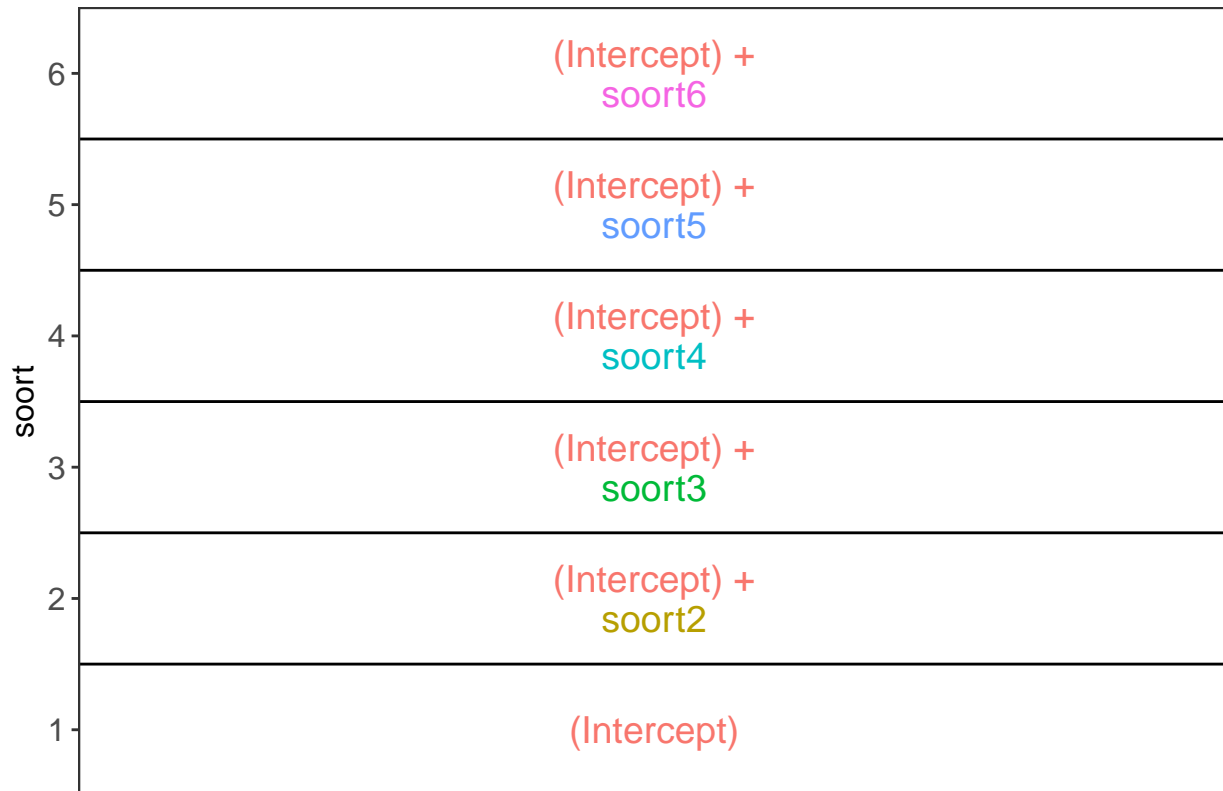 6
(Intercept) +
soort6
5
(Intercept) +
soort5
4
(Intercept) +
soort4
soort
3
(Intercept) +
soort3
2
(Intercept) +
soort2
1
(Intercept)